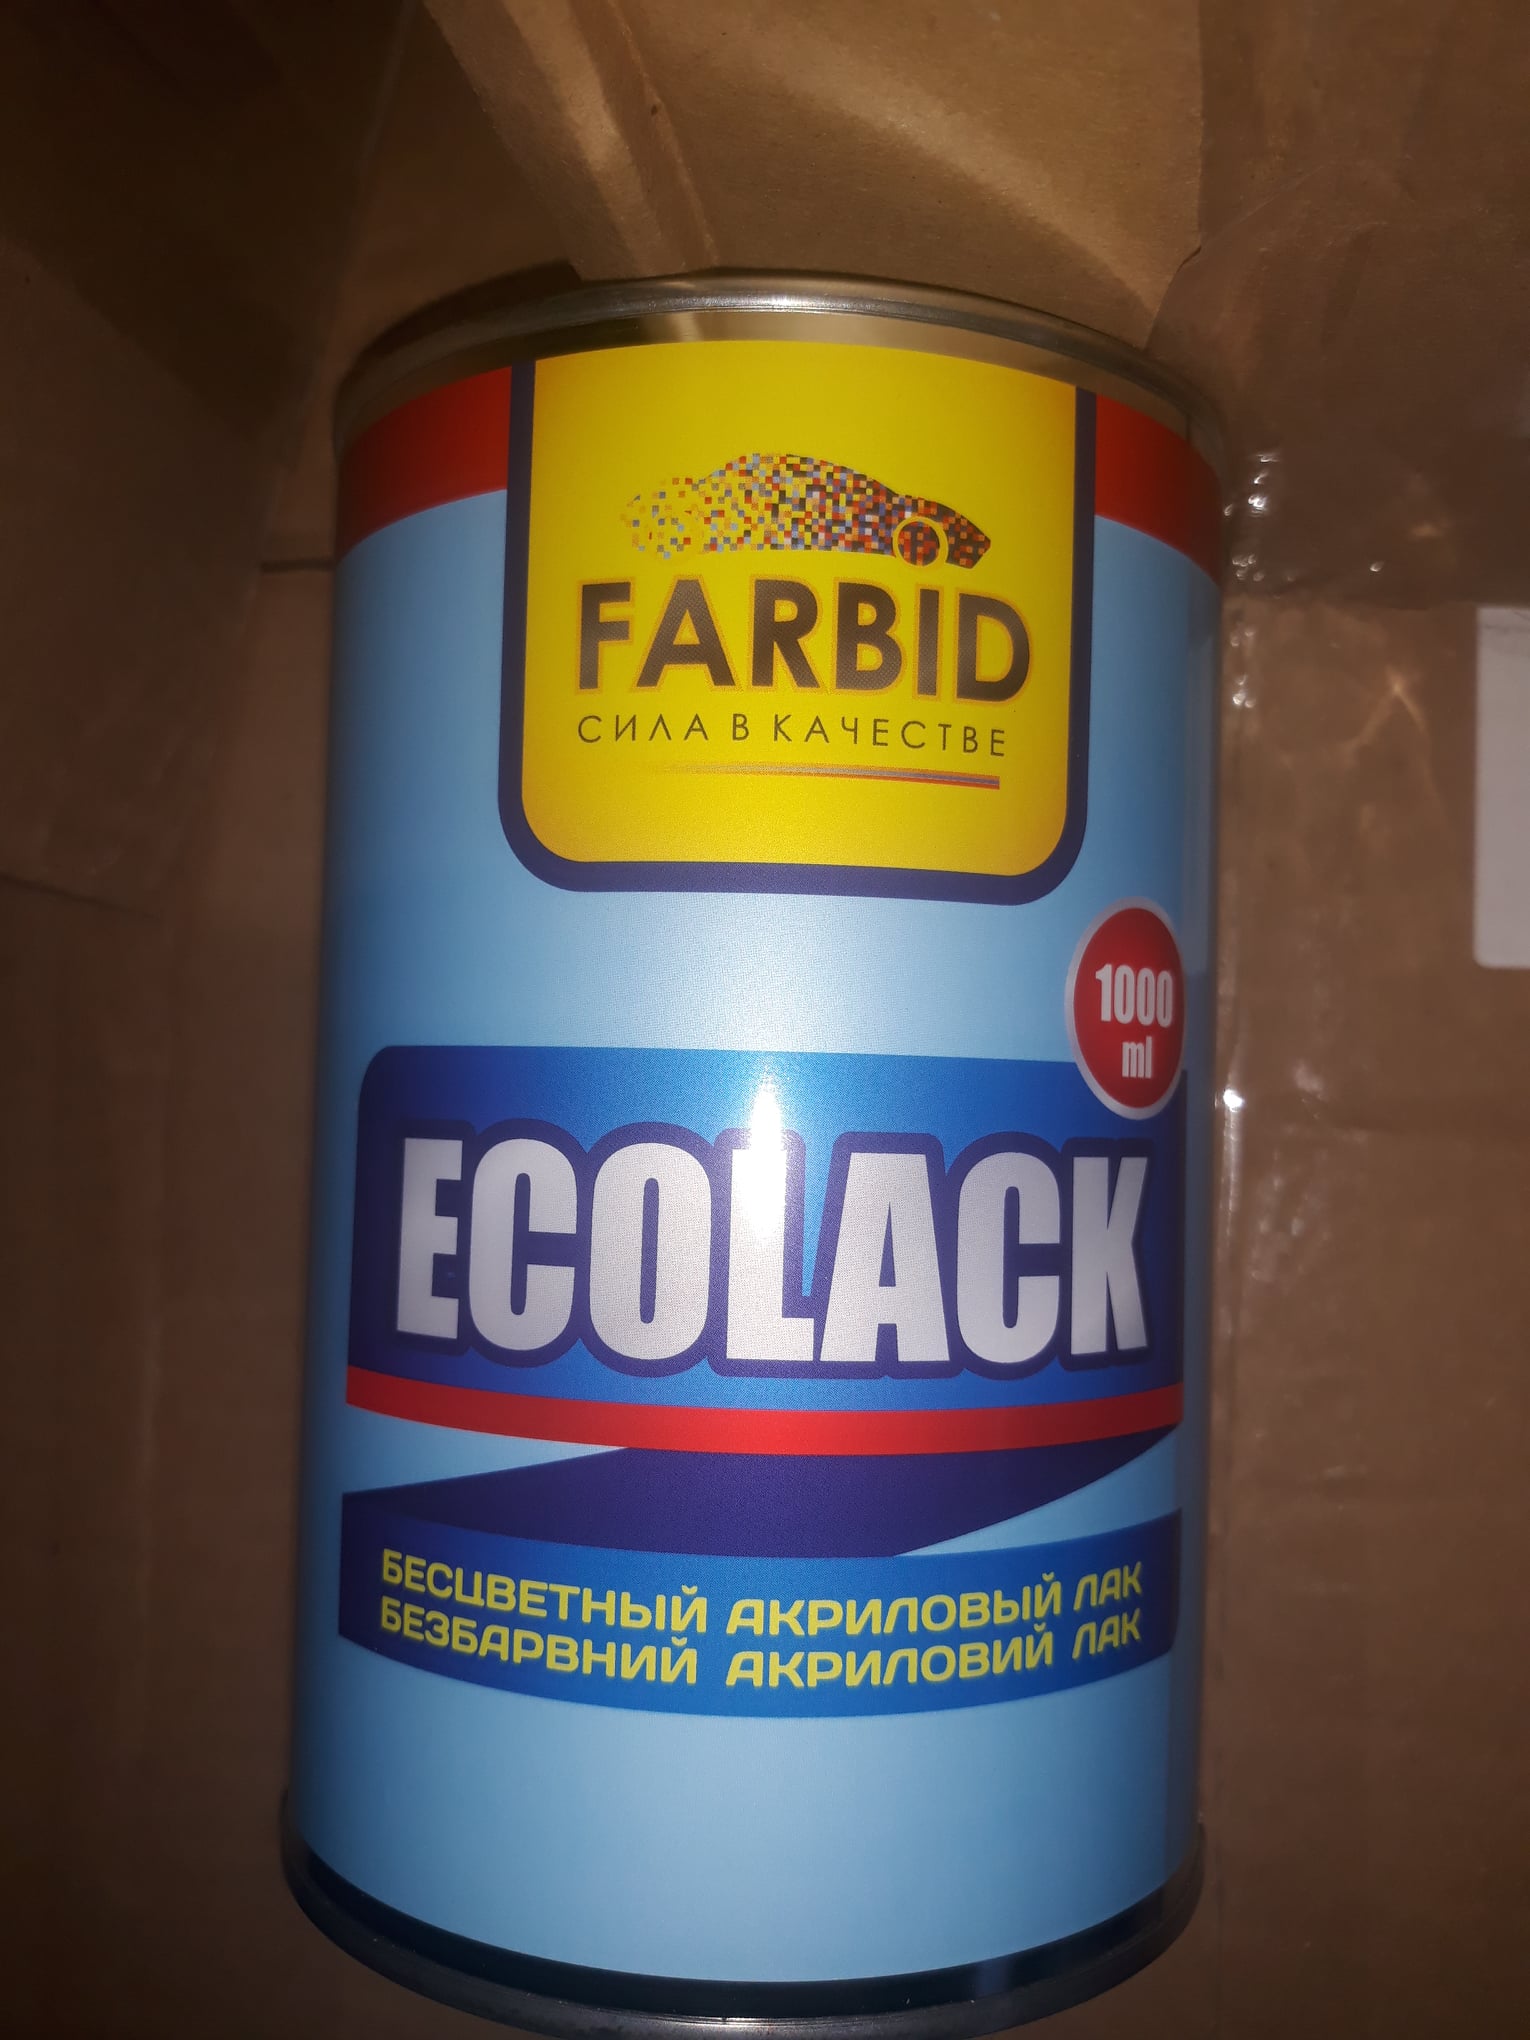 FARBID
СИЛА В КАЧЕСТВЕ
1000
ml
ECOLACK
БЕСЦВЕТНЫЙ АКРИЛОВЫЙ ЛАК
БЕЗБАРВНИЙ АКРИЛОВИЙ ЛАК